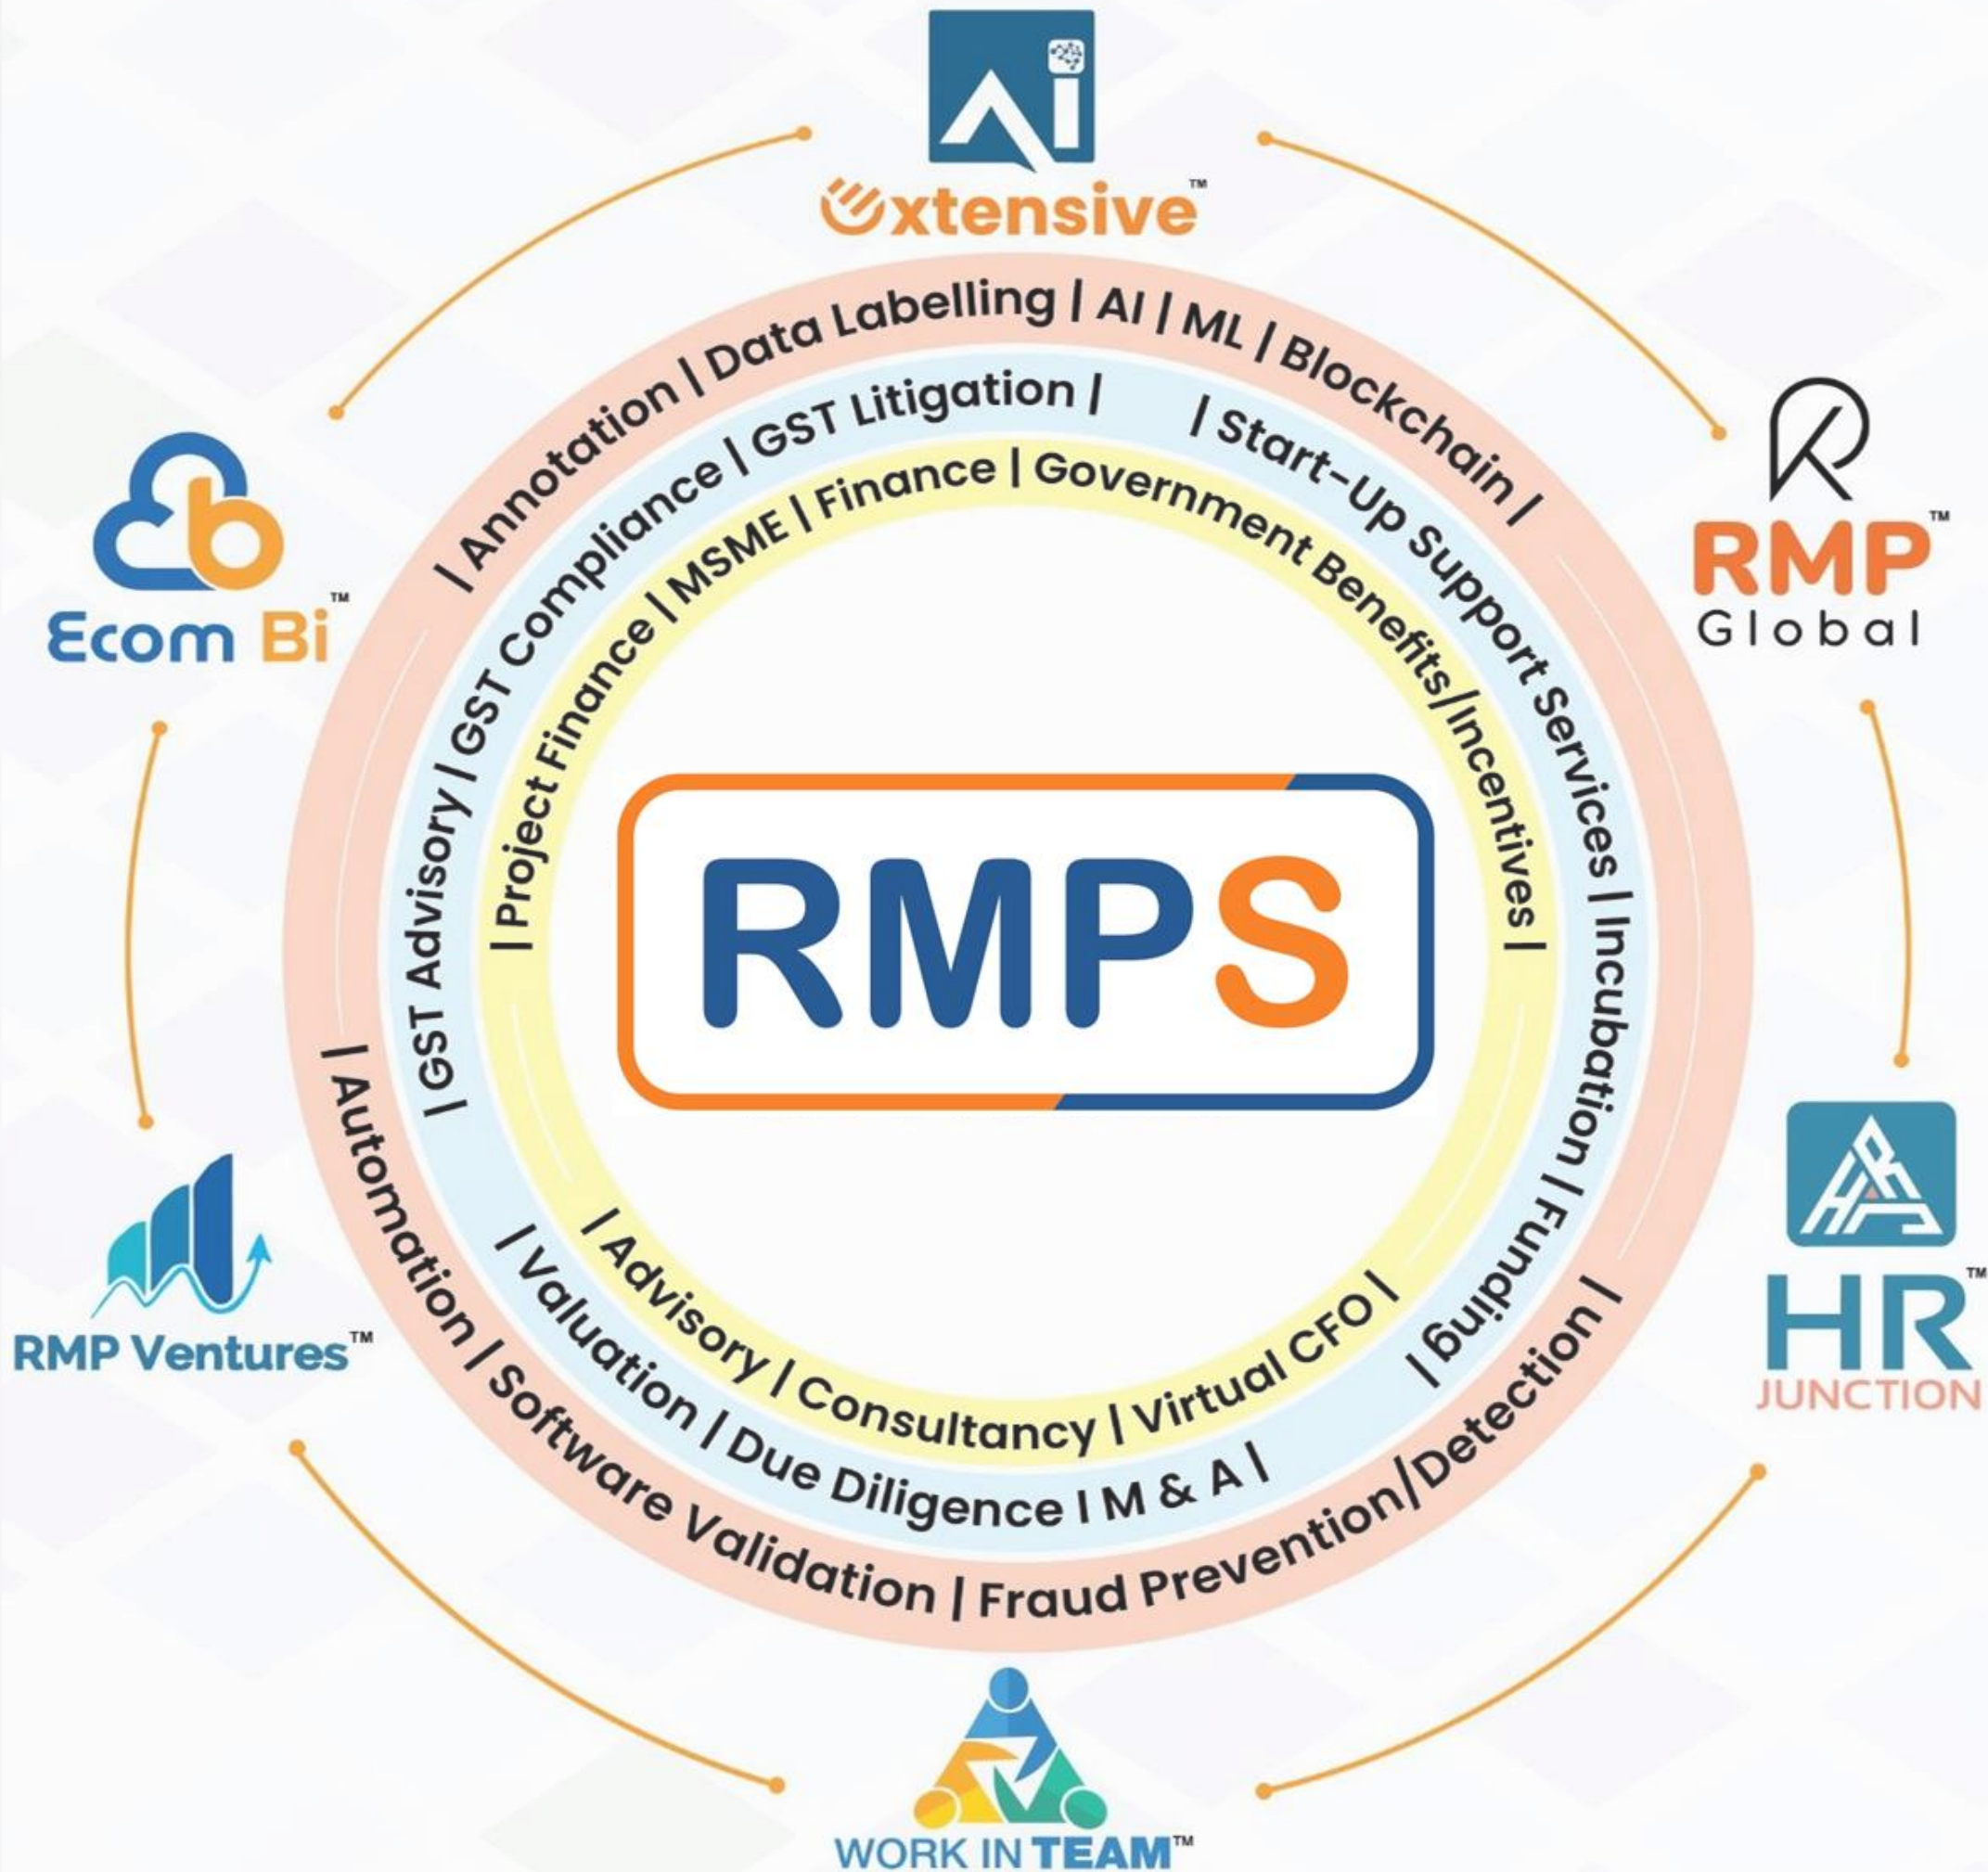 Ai
Extensive™
| Annotation | Data Labelling | AI | ML | Blockchain |
| GST Advisory | GST Compliance | GST Litigation |
| Start-Up Support Services | Incubation | Funding |
| Project Finance | MSME | Finance | Government Benefits/Incentives |
Ecom Bi™
RMP™
Global
RMPS
RMP Ventures™
HR™
JUNCTION
| Advisory | Consultancy | Virtual CFO |
| Valuation | Due Diligence | M & A |
| Automation | Software Validation | Fraud Prevention/Detection |
WORK IN TEAM™